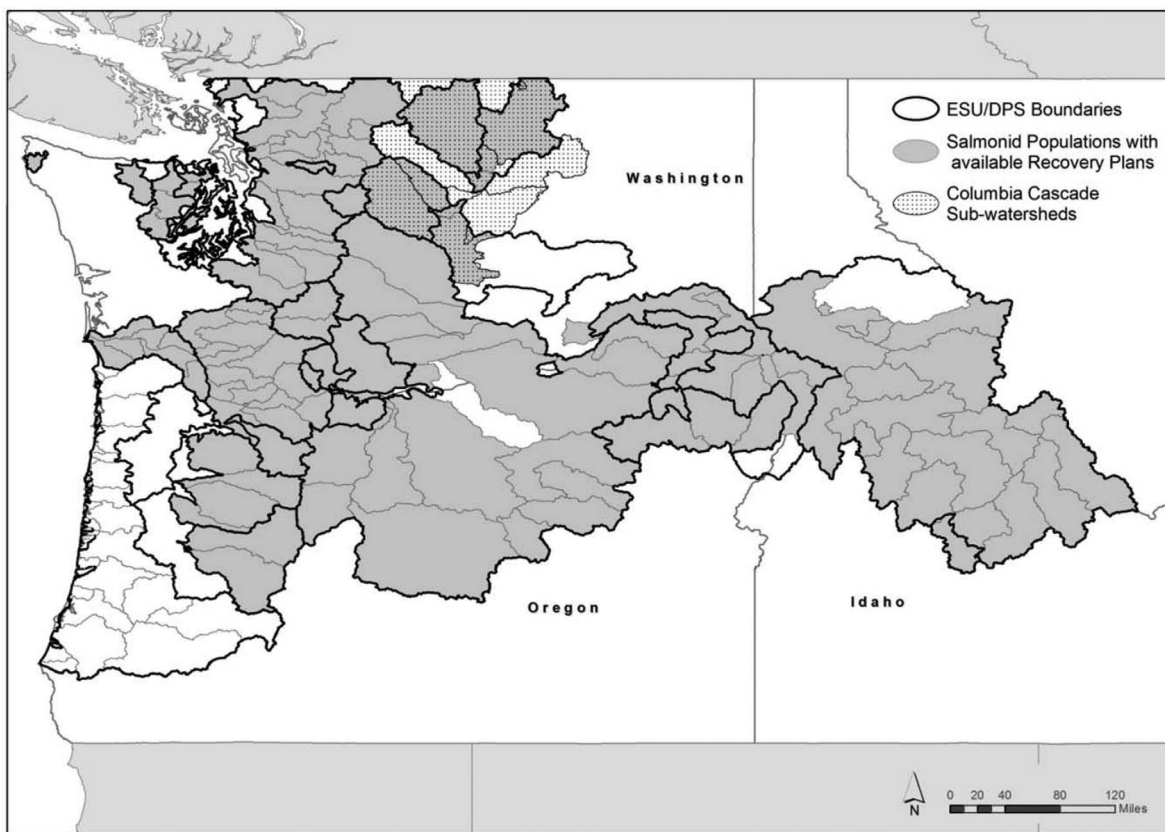 ESU/DPS Boundaries
Salmonid Populations with
available Recovery Plans
Columbia Cascade
Sub-watersheds
Washington
Oregon
Idaho
N
0 20 40 80 120
Miles